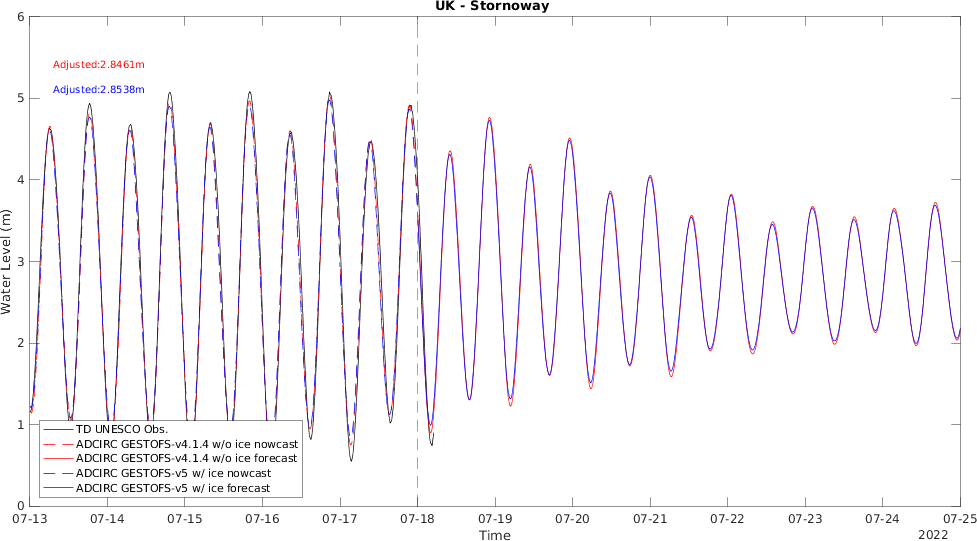 UK - Stornoway
6
Adjusted:2.8461m
Adjusted:2.8538m
5
4
3
2
1
0
Water Level (m)
TD UNESCO Obs.
ADCIRC GESTOFS-v4.1.4 w/o ice nowcast
ADCIRC GESTOFS-v4.1.4 w/o ice forecast
ADCIRC GESTOFS-v5 w/ ice nowcast
ADCIRC GESTOFS-v5 w/ ice forecast
07-13 07-14 07-15 07-16 07-17 07-18 07-19 07-20 07-21 07-22 07-23 07-24 07-25
Time
2022